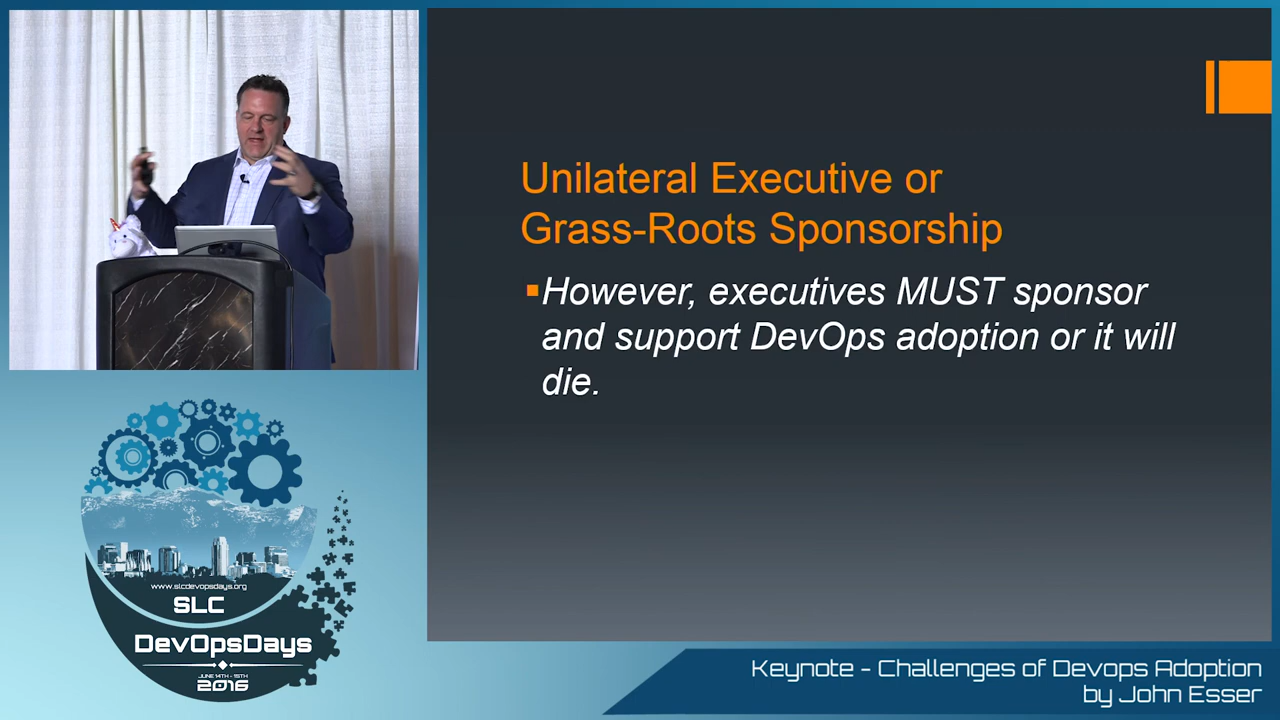 Unilateral Executive or
Grass-Roots Sponsorship
However, executives MUST sponsor
and support DevOps adoption or it will
die.
www.slcdevopsdays.org
SLC
DevOpsDays
JUNE 14TH - 15TH
2016
Keynote - Challenges of Devops Adoption
by John Esser